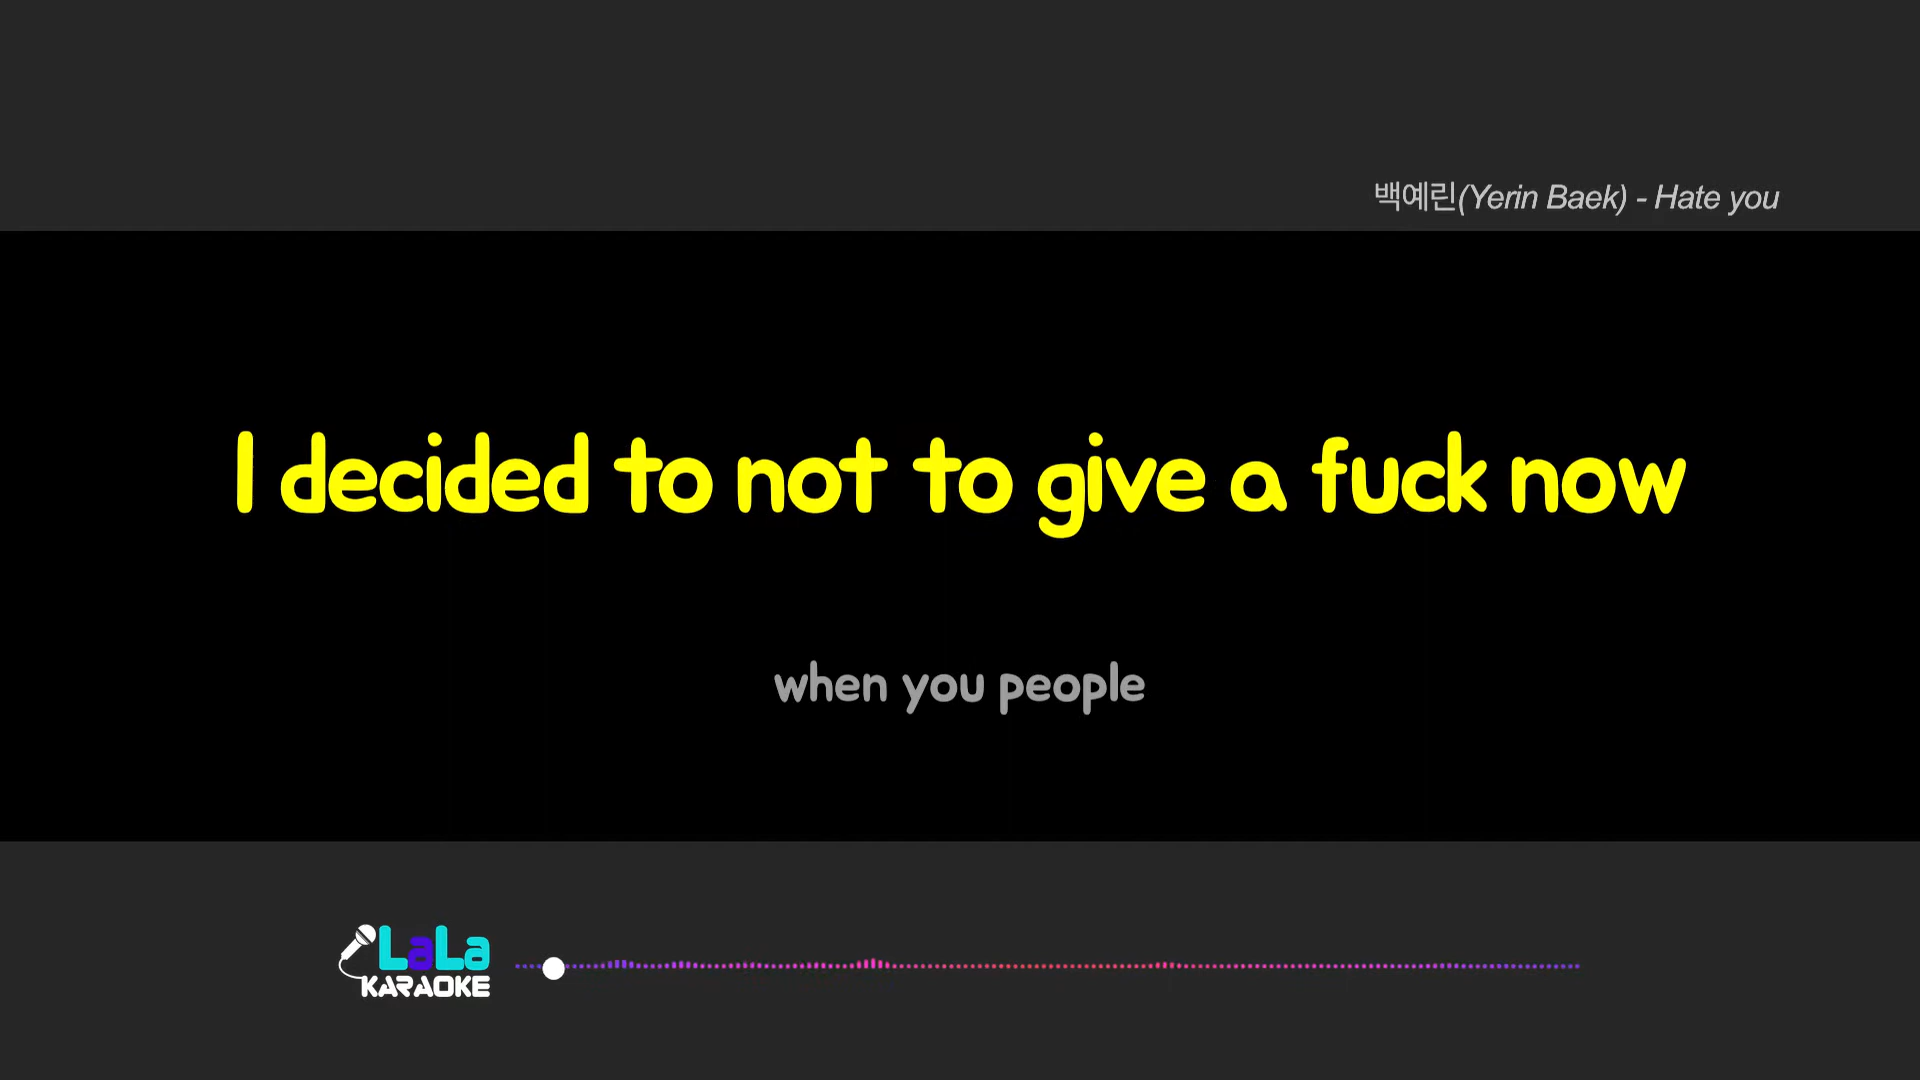 백예린(Yerin Baek) - Hate you
I decided to not to give a fuck now
when you people
LaLa
KARAOKE